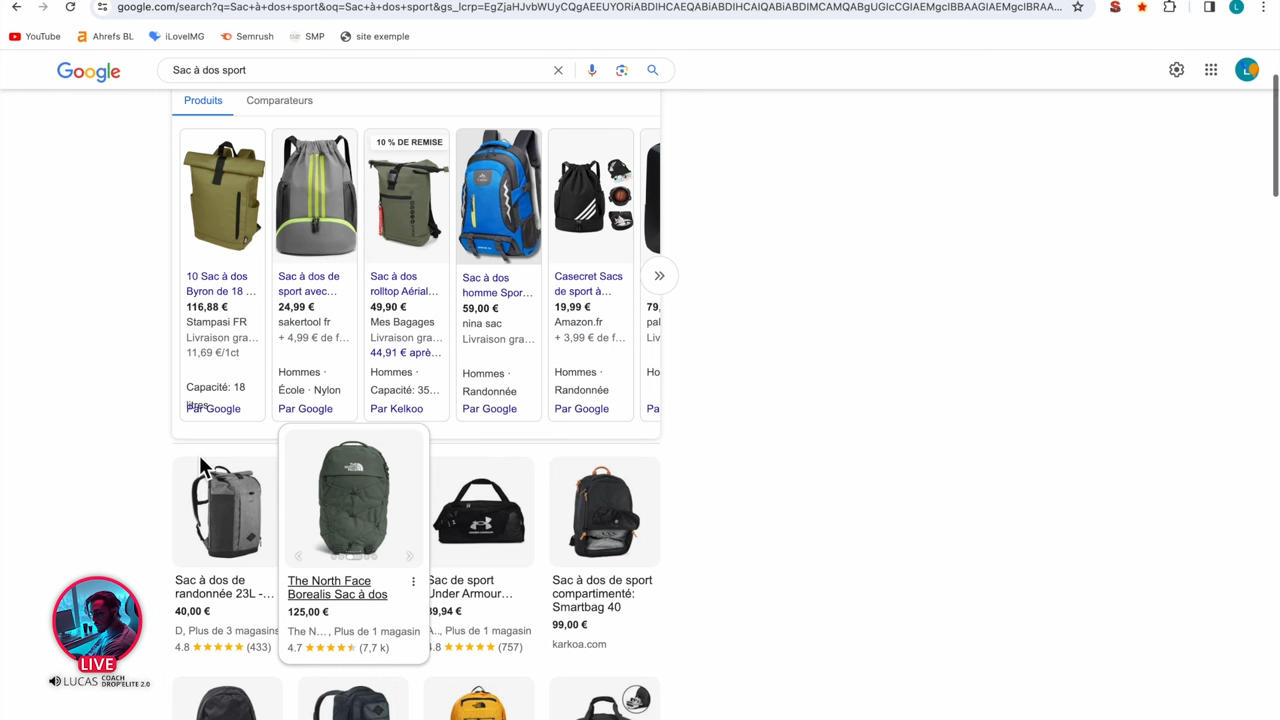 google.com/search?q=Sac+à+dos+sport&oq=Sac+à+dos+sport&gs_lcrp=EgZjaHJvbWUyCQgAEEUYORiABDIHCAEQABiABDIHCAIQABiABDIMCAMQABgUGIcCGIAEMgcIBBAAGIAEMgcIBRAA...
YouTube
Ahrefs BL
iLoveIMG
Semrush
SMP
site exemple
Google
Sac à dos sport
Produits
Comparateurs
10 % DE REMISE
10 Sac à dos
Byron de 18 ...
116,88 €
Stampasi FR
Livraison gra...
11,69 €/1ct
Capacité: 18
litres
Par Google
Sac à dos de
sport avec...
24,99 €
sakertool fr
+ 4,99 € de f...
Hommes ·
École · Nylon
Par Google
Sac à dos
rolltop Aérial...
49,90 €
Mes Bagages
Livraison gra...
44,91 € aprè...
Hommes ·
Capacité: 35...
Par Kelkoo
Sac à dos
homme Spor...
59,00 €
nina sac
Livraison gra...
Hommes ·
Randonnée
Par Google
Casecret Sacs
de sport à...
19,99 €
Amazon.fr
+ 3,99 € de f...
Hommes ·
Randonnée
Par Google
79,
pal
Liv
Ho
Pa
Sac à dos de
randonnée 23L -...
40,00 €
D, Plus de 3 magasins
4.8 (433)
The North Face
Borealis Sac à dos
125,00 €
The N..., Plus de 1 magasin
4.7 (7,7 k)
Sac de sport
Under Armour...
39,94 €
A.., Plus de 1 magasin
4.8 (757)
Sac à dos de sport
compartimenté:
Smartbag 40
99,00 €
karkoa.com
LIVE
LUCAS COACH
DROP'ELITE 2.0